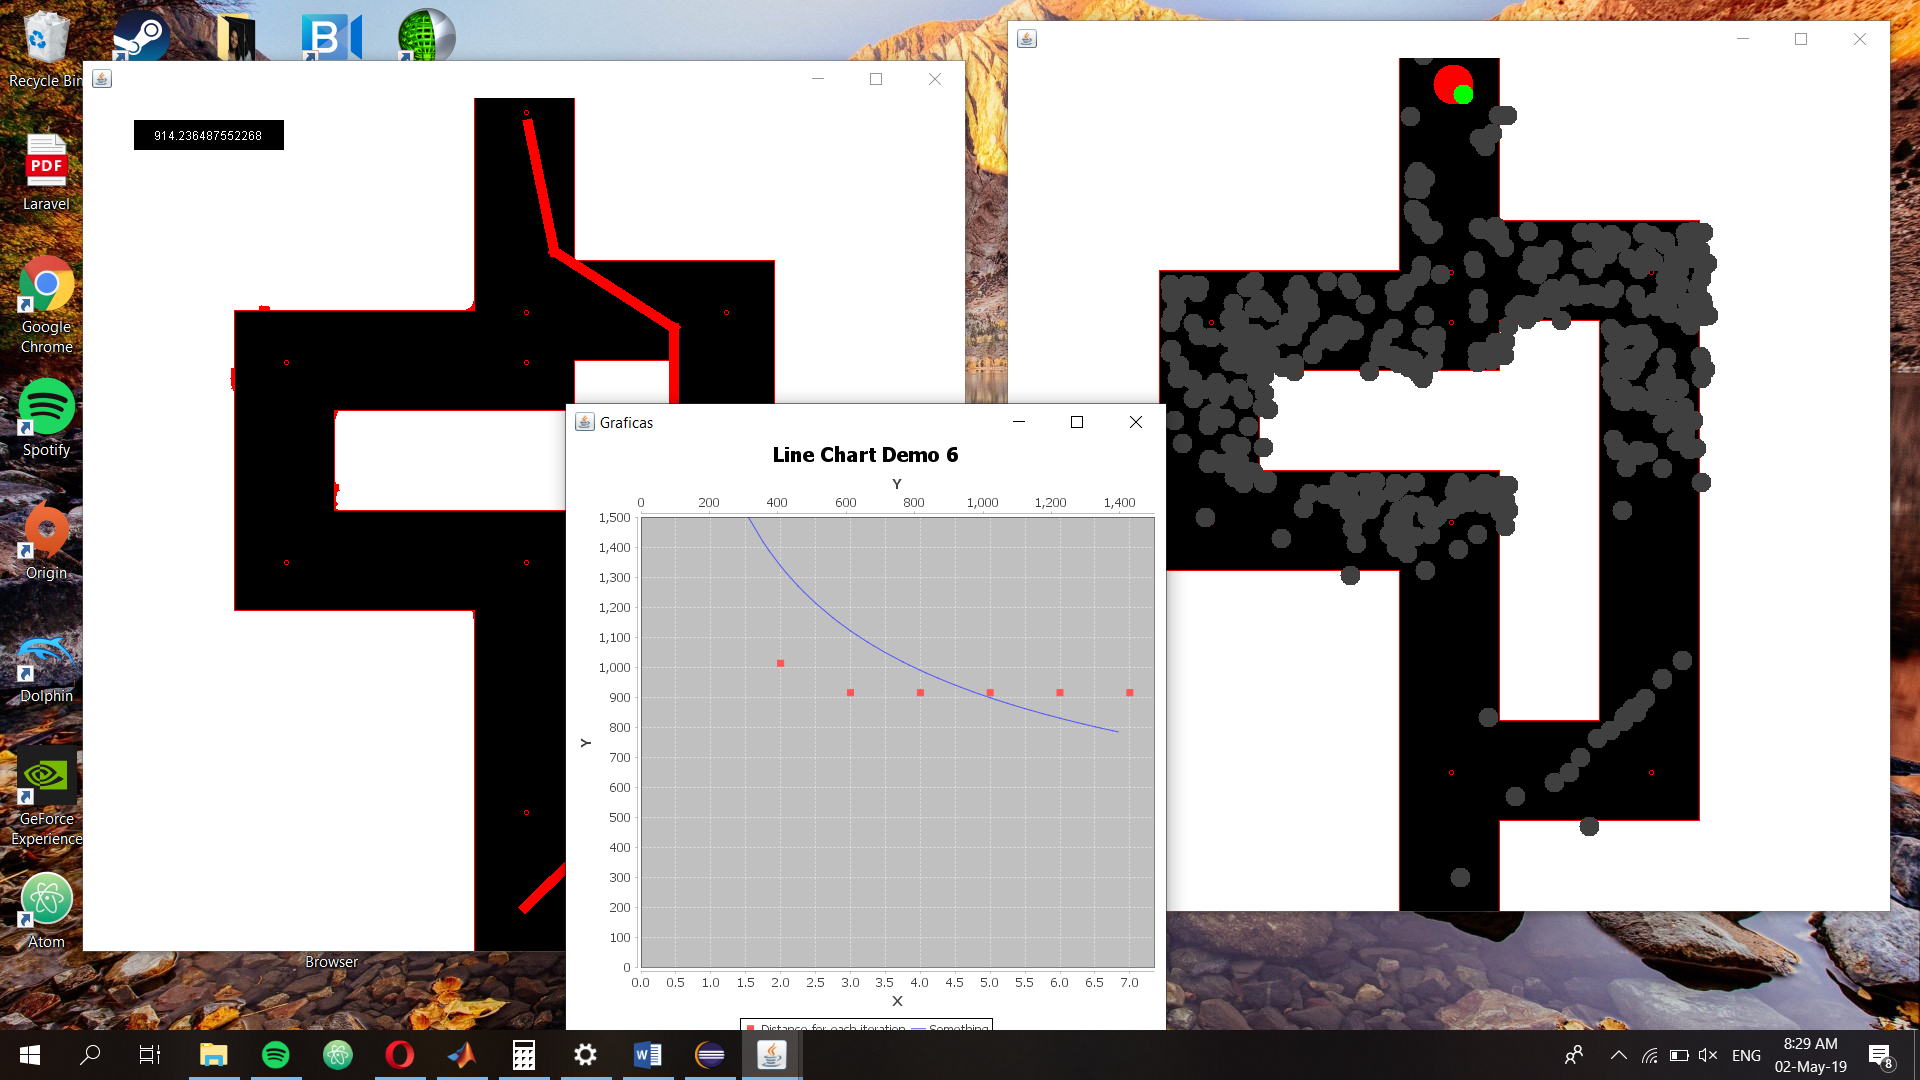 Recycle Bin
Laravel
Google
Chrome
Spotify
Origin
Dolphin
GeForce
Experience
Atom
PDF
B
914.236487552268
Browser
Graficas
Line Chart Demo 6
Y
0 200 400 600 800 1,000 1,200 1,400
1,500
1,400
1,300
1,200
1,100
1,000
900
800
700
600
500
400
300
200
100
0
Y
0.0 0.5 1.0 1.5 2.0 2.5 3.0 3.5 4.0 4.5 5.0 5.5 6.0 6.5 7.0
X
Distance for each iteration Something
ENG
8:29 AM
02-May-19
8